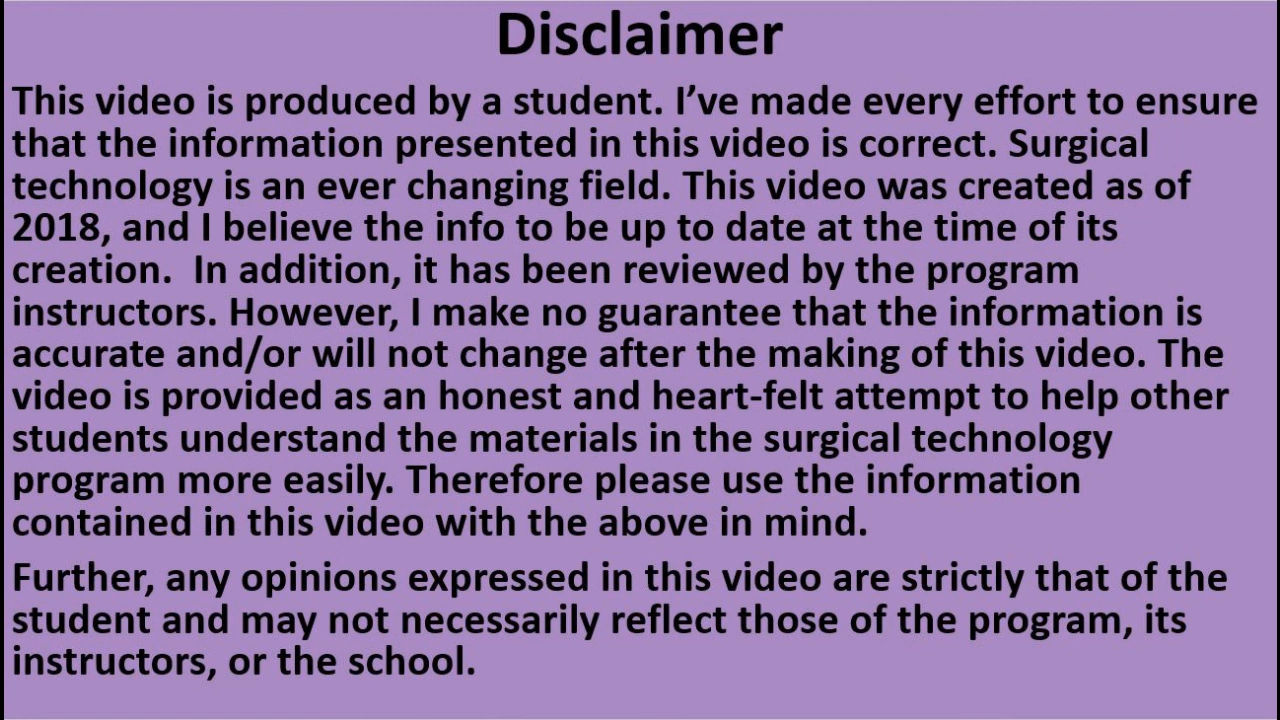 Disclaimer
This video is produced by a student. I’ve made every effort to ensure
that the information presented in this video is correct. Surgical
technology is an ever changing field. This video was created as of
2018, and I believe the info to be up to date at the time of its
creation.  In addition, it has been reviewed by the program
instructors. However, I make no guarantee that the information is
accurate and/or will not change after the making of this video. The
video is provided as an honest and heart-felt attempt to help other
students understand the materials in the surgical technology
program more easily. Therefore please use the information
contained in this video with the above in mind.
Further, any opinions expressed in this video are strictly that of the
student and may not necessarily reflect those of the program, its
instructors, or the school.